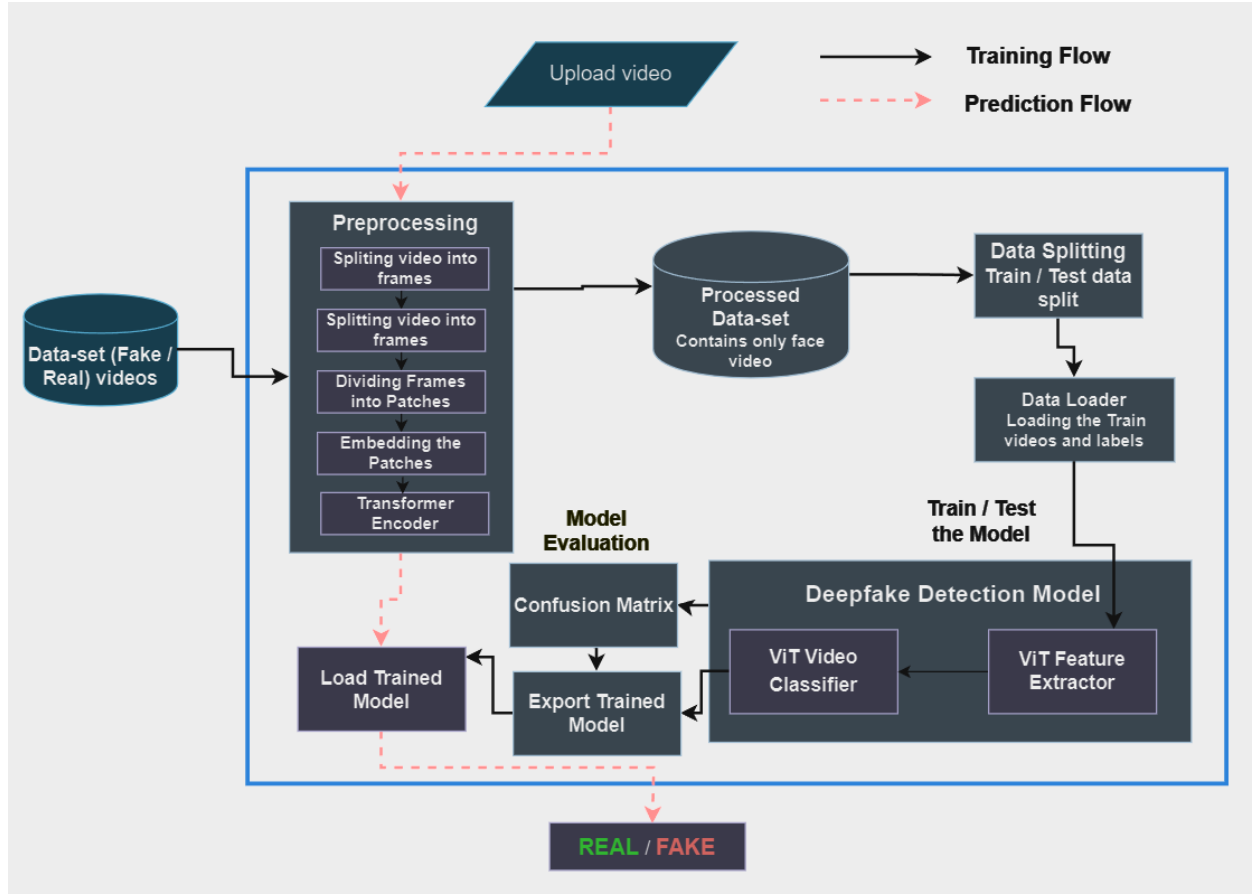 Upload video
Training Flow
Prediction Flow
Preprocessing
Spliting video into
frames
Splitting video into
frames
Dividing Frames
into Patches
Embedding the
Patches
Transformer
Encoder
Data-set (Fake /
Real) videos
Processed
Data-set
Contains only face
video
Data Splitting
Train / Test data
split
Data Loader
Loading the Train
videos and labels
Train / Test
the Model
Model
Evaluation
Confusion Matrix
Deepfake Detection Model
ViT Video
Classifier
ViT Feature
Extractor
Export Trained
Model
Load Trained
Model
REAL / FAKE